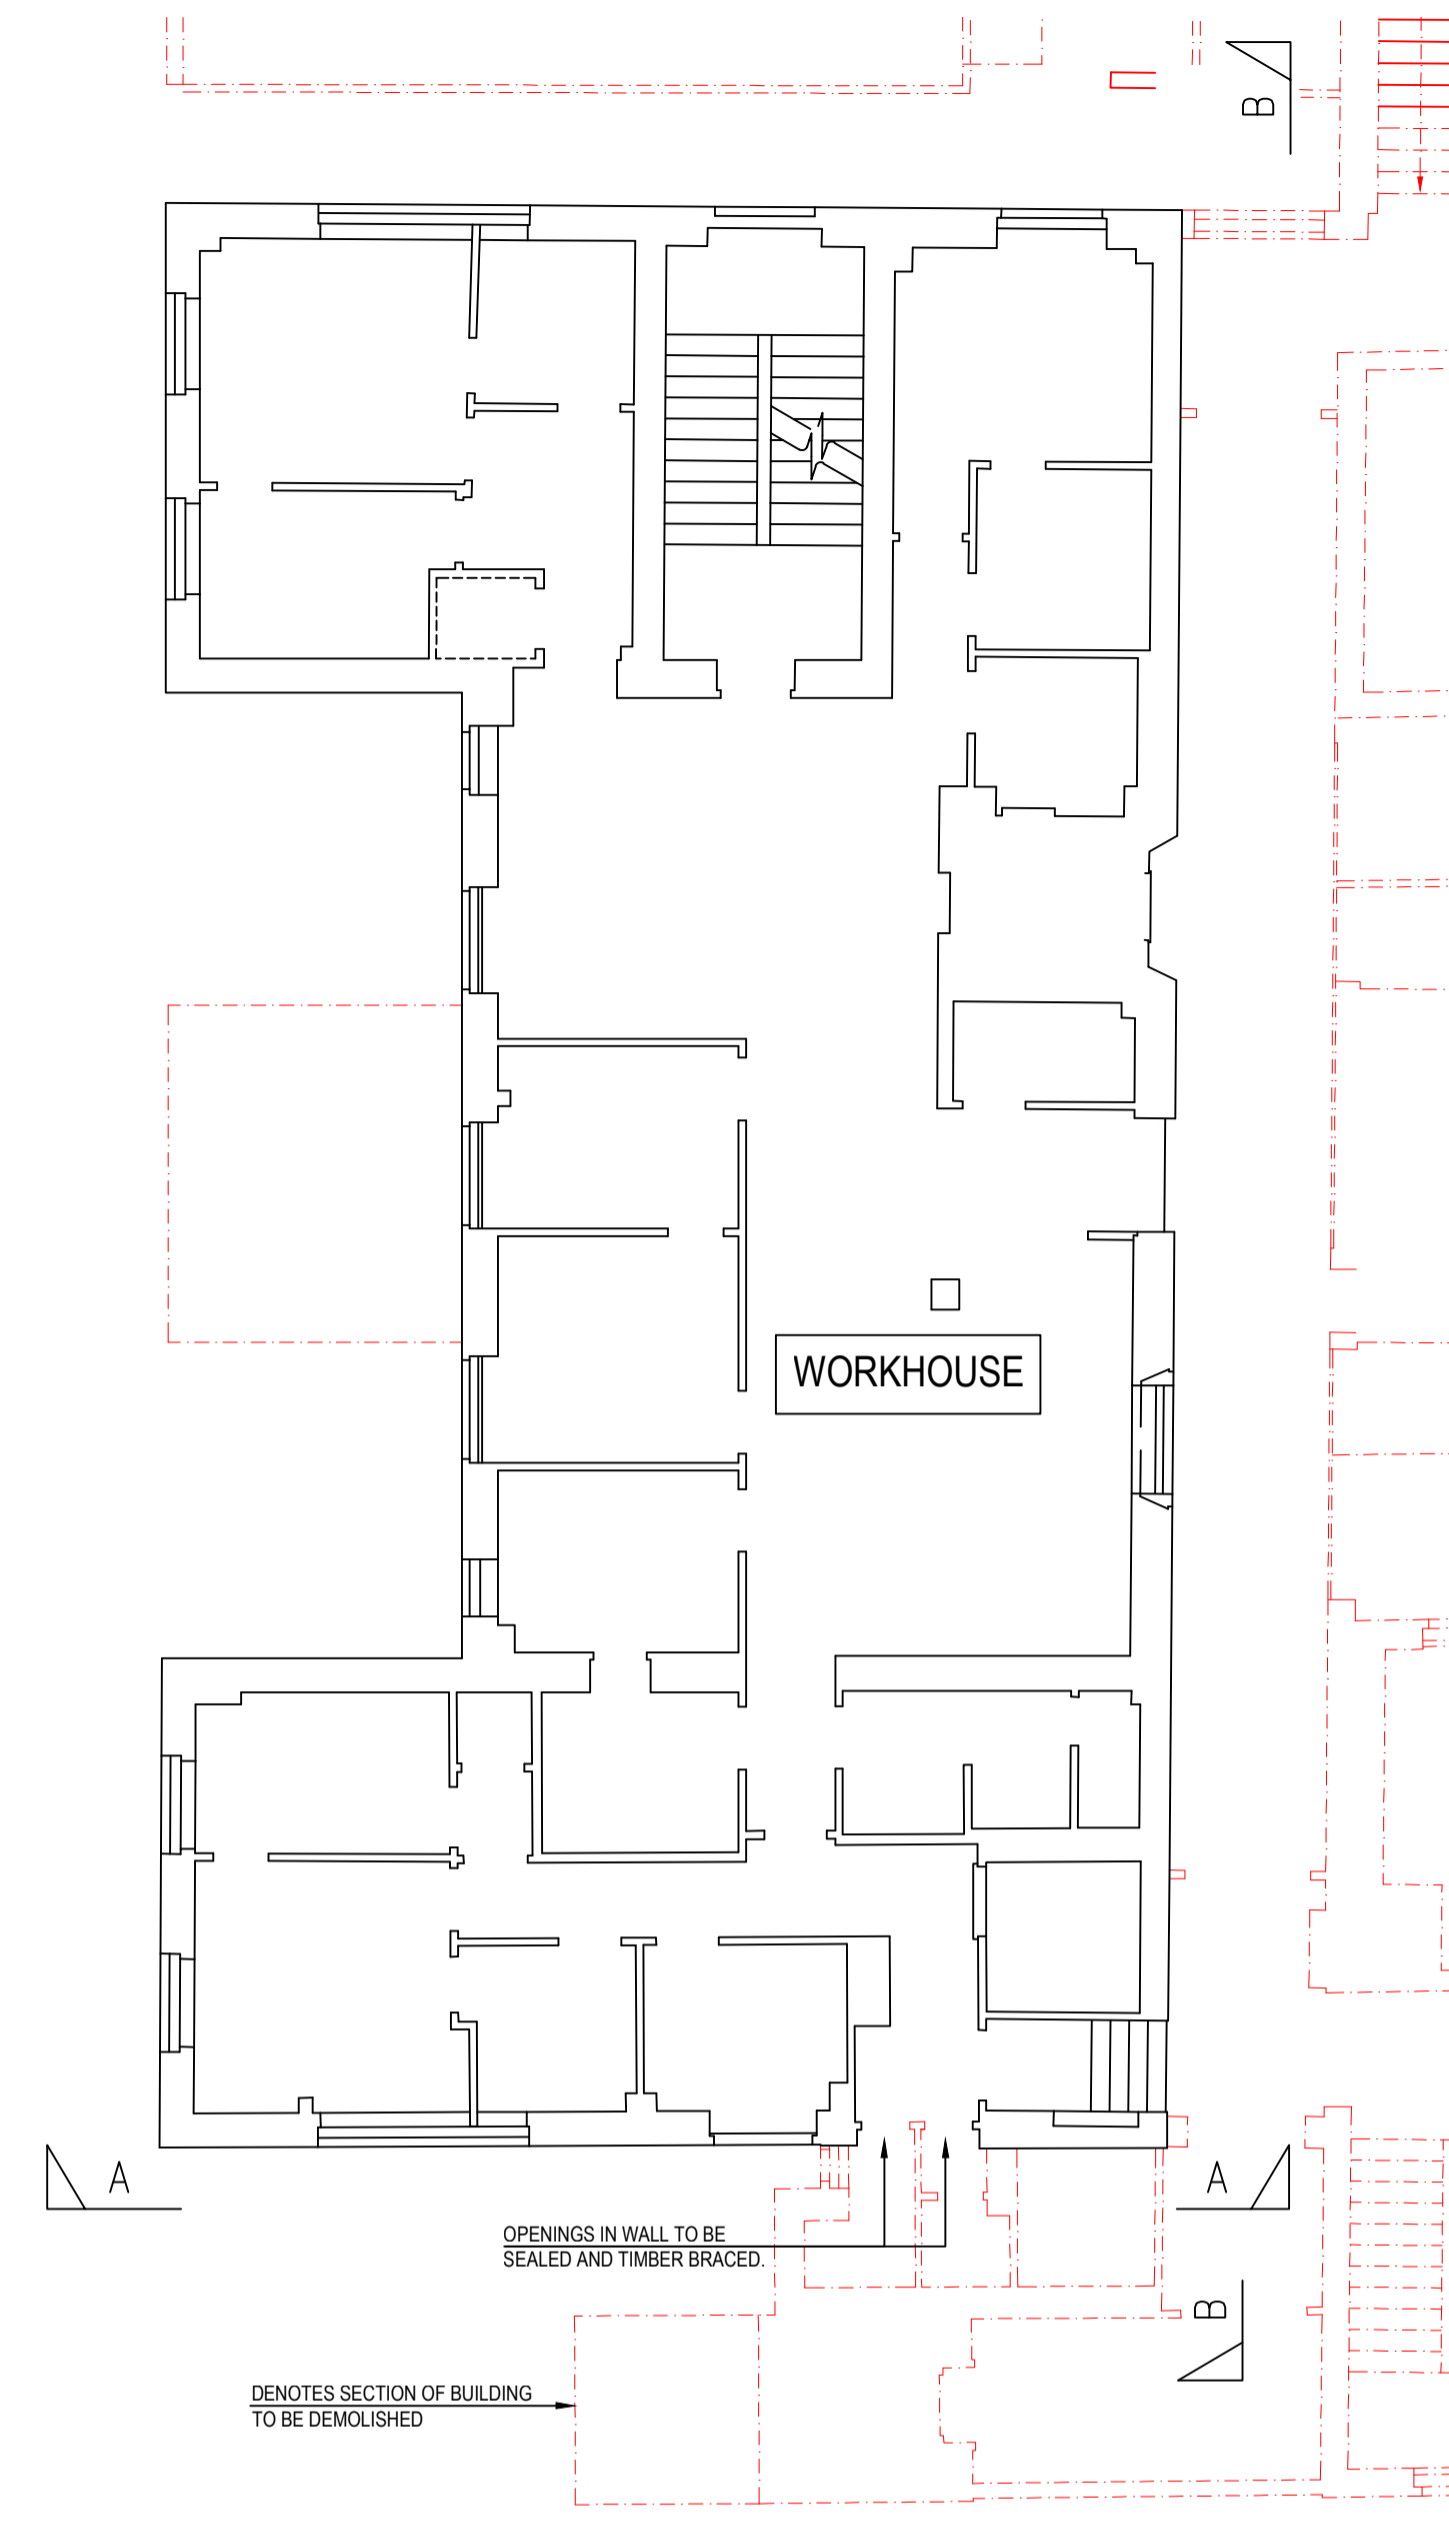 B
WORKHOUSE
A
A
OPENINGS IN WALL TO BE
SEALED AND TIMBER BRACED.
B
DENOTES SECTION OF BUILDING
TO BE DEMOLISHED